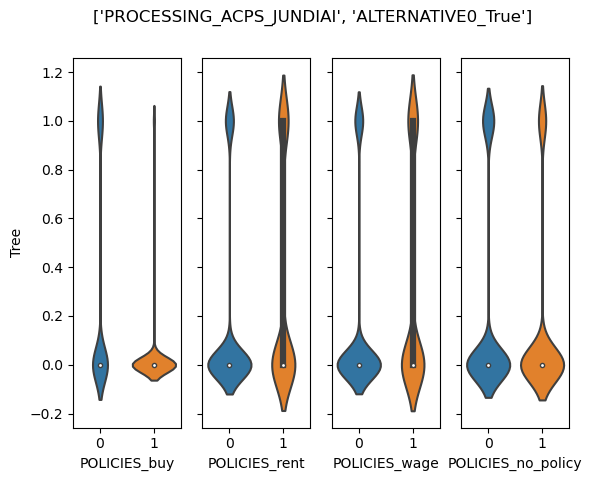 ['PROCESSING_ACPS_JUNDIAI', 'ALTERNATIVE0_True']
Tree
1.2
1.0
0.8
0.6
0.4
0.2
0.0
−0.2
0 1 0 1 0 1 0 1
POLICIES_buy POLICIES_rent POLICIES_wage POLICIES_no_policy